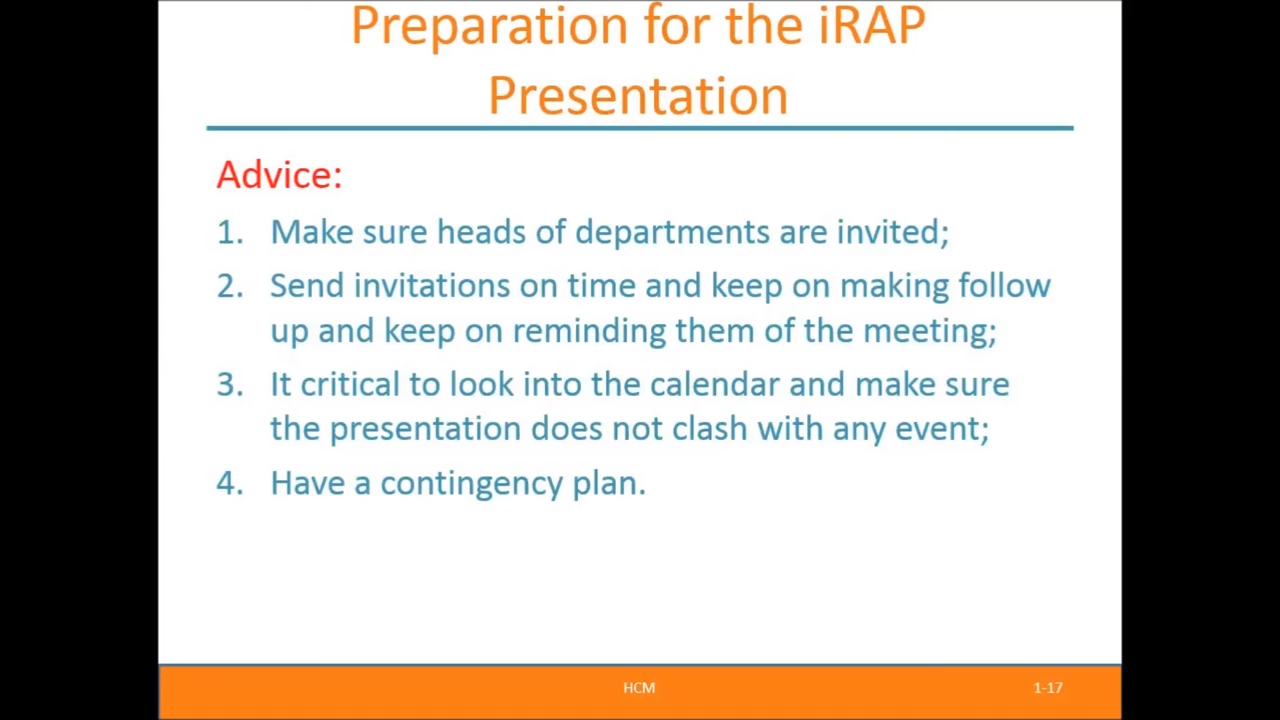 Preparation for the iRAP
Presentation
Advice:
1. Make sure heads of departments are invited;
2. Send invitations on time and keep on making follow
up and keep on reminding them of the meeting;
3. It critical to look into the calendar and make sure
the presentation does not clash with any event;
4. Have a contingency plan.
HCM
1-17